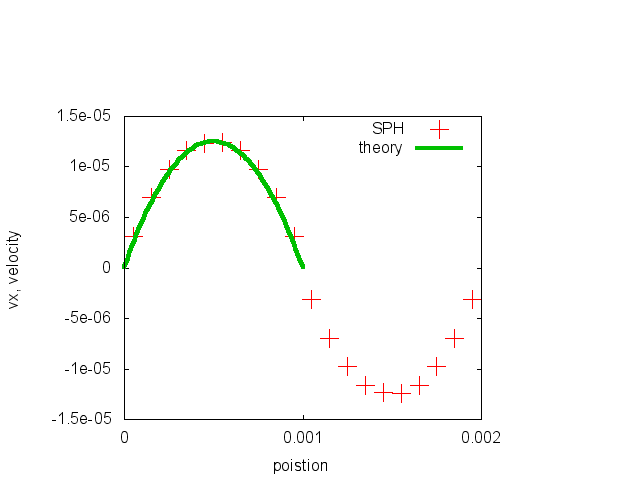 1.5e-05
SPH
theory
1e-05
5e-06
0
-5e-06
-1e-05
-1.5e-05
vx, velocity
0
0.001
0.002
poistion